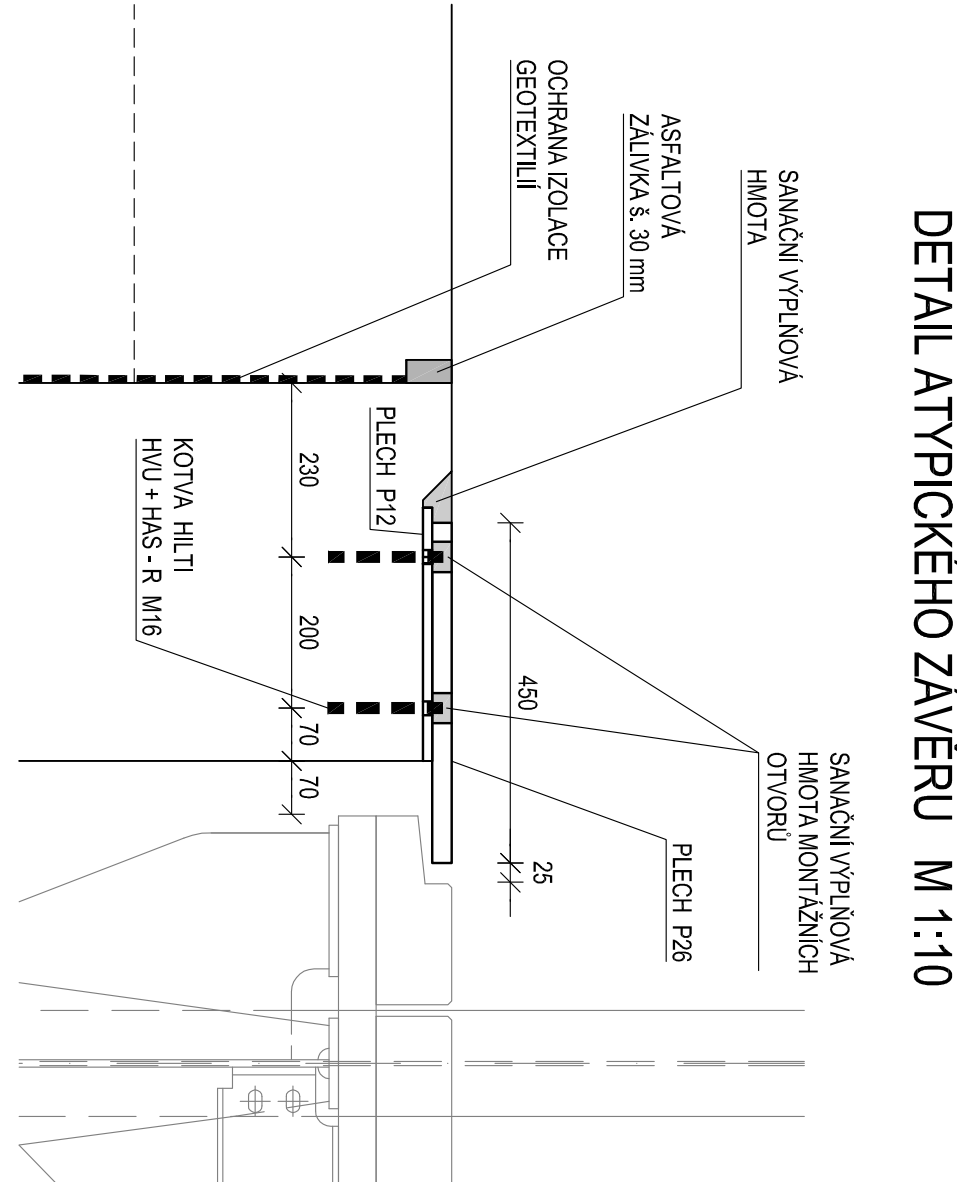 DETAIL ATYPICKÉHO ZÁVĚRU M 1:10
OCHRANA IZOLACE
GEOTEXTILIÍ
ASFALTOVÁ
ZÁLIVKA š. 30 mm
SANAČNÍ VÝPLŇOVÁ
HMOTA
SANAČNÍ VÝPLŇOVÁ
HMOTA MONTÁŽNÍCH
OTVORŮ
PLECH P26
450
25
PLECH P12
230
200
70
70
KOTVA HILTI
HVU + HAS - R M16